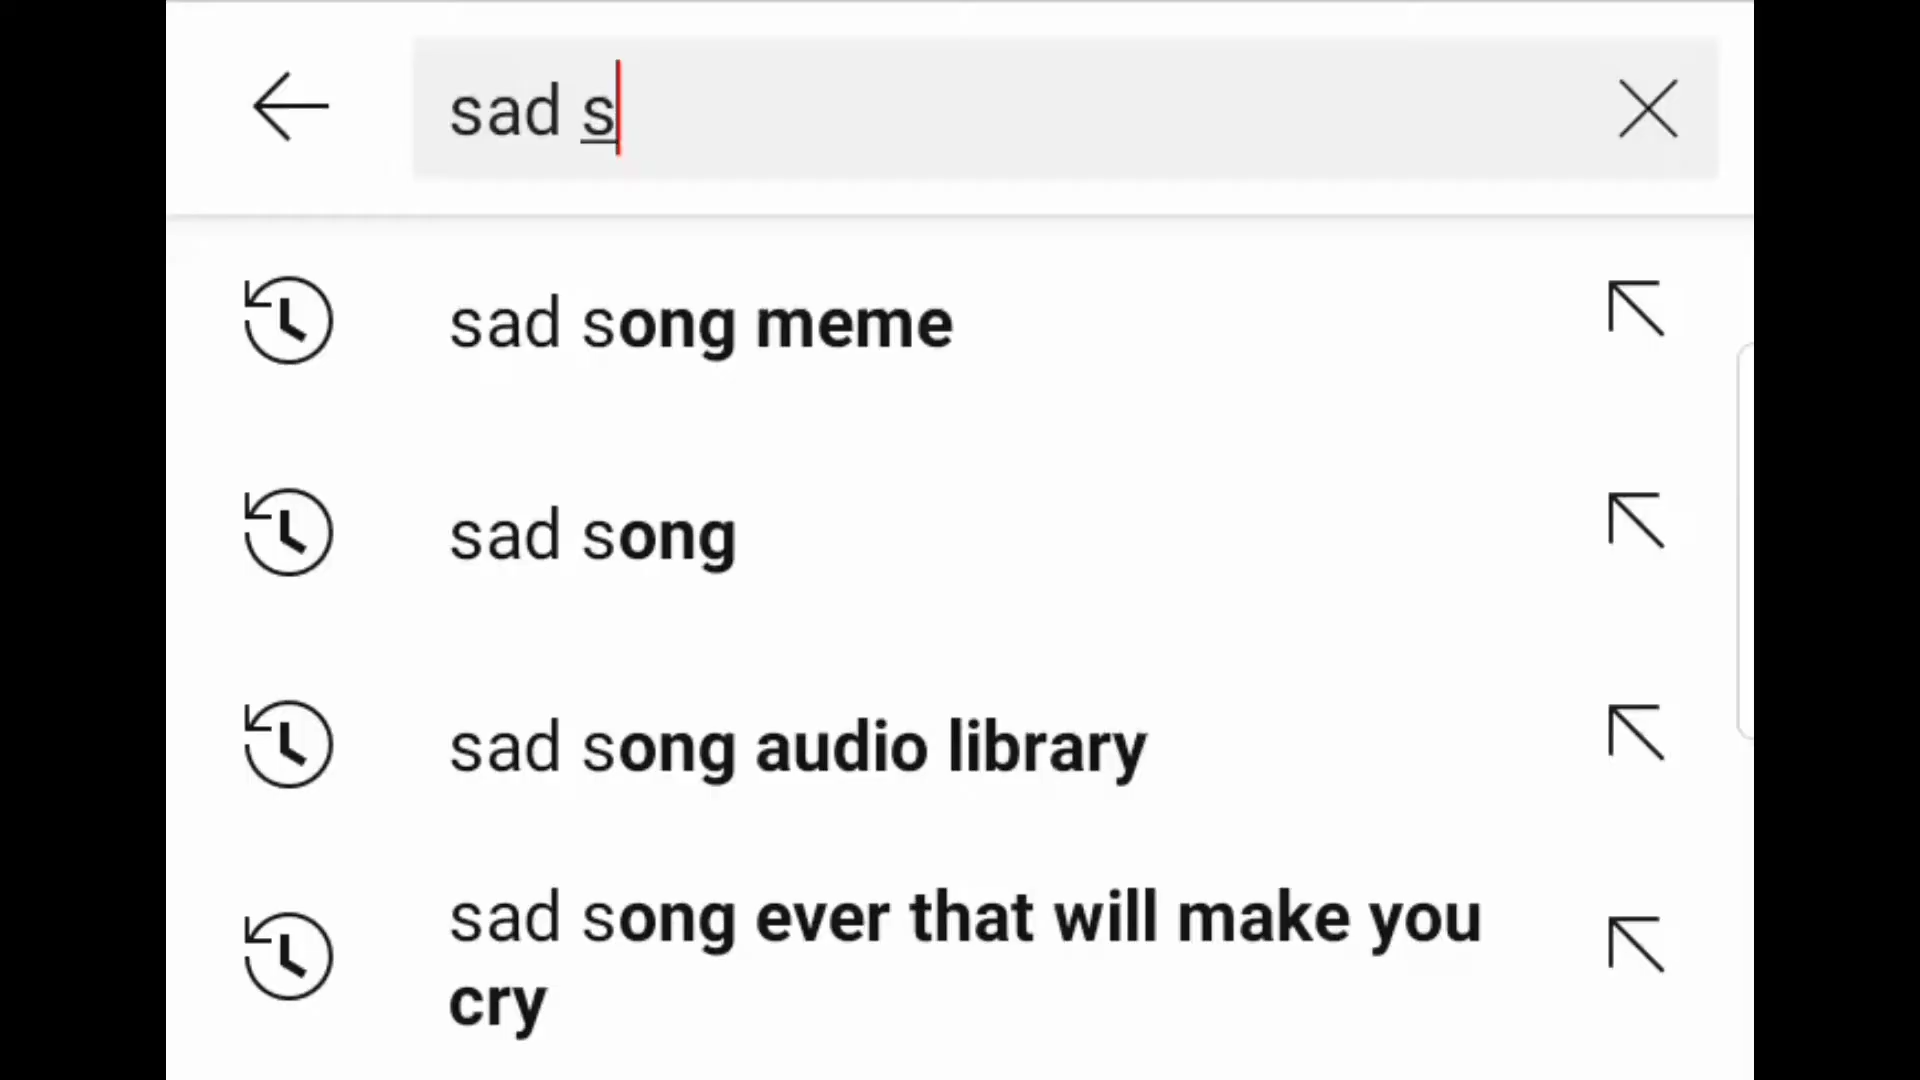 sad s
sad song meme
sad song
sad song audio library
sad song ever that will make you
cry